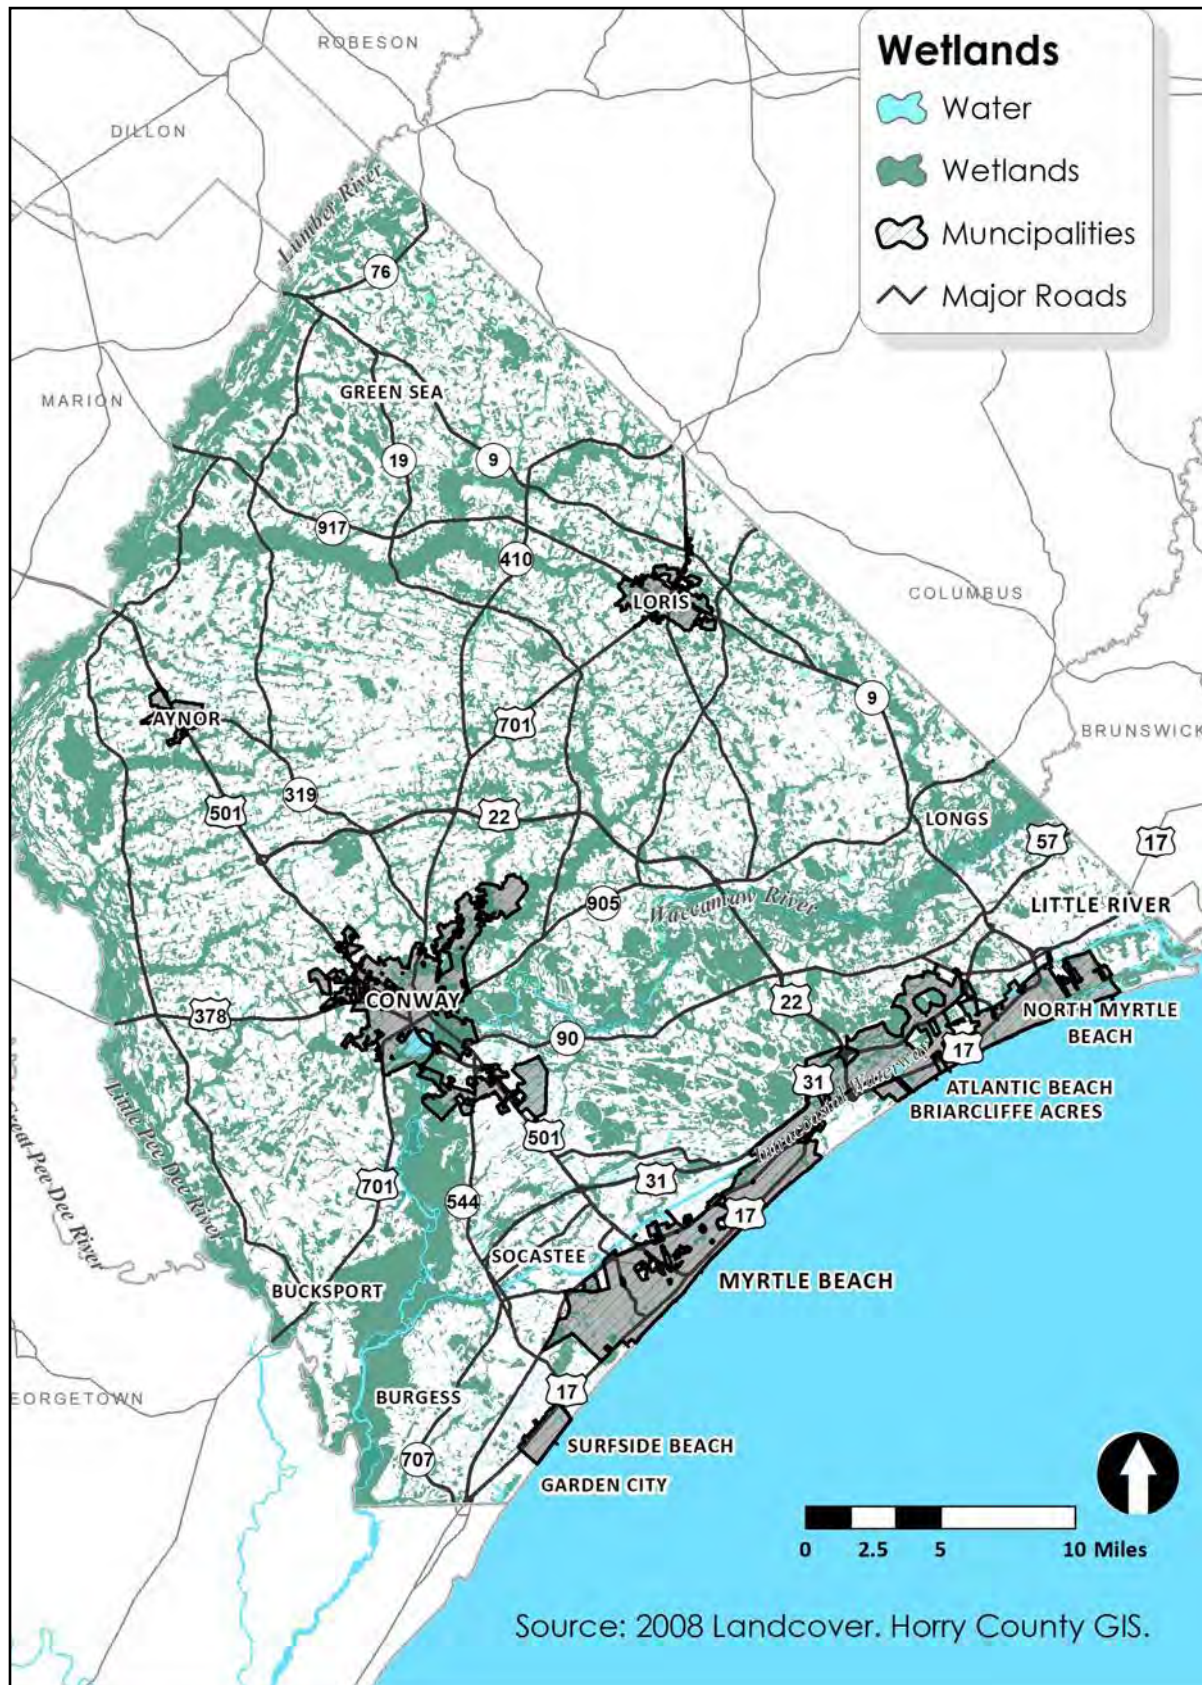 Wetlands
Water
Wetlands
Muncipalities
Major Roads
ROBESON
DILLON
Lumber River
76
MARION
GREEN SEA
19
9
917
410
LORIS
COLUMBUS
AYNOR
701
9
BRUNSWICK
501
319
22
LONGS
57
17
905
Waccamaw River
LITTLE RIVER
CONWAY
378
22
NORTH MYRTLE
BEACH
90
17
31
Intracoastal Waterway
ATLANTIC BEACH
BRIARCLIFFE ACRES
Little Pee Dee River
Great Pee Dee River
501
701
544
31
17
SOCASTEE
MYRTLE BEACH
BUCKSPORT
EORGETOWN
BURGESS
17
SURFSIDE BEACH
707
GARDEN CITY
0 2.5 5 10 Miles
Source: 2008 Landcover. Horry County GIS.